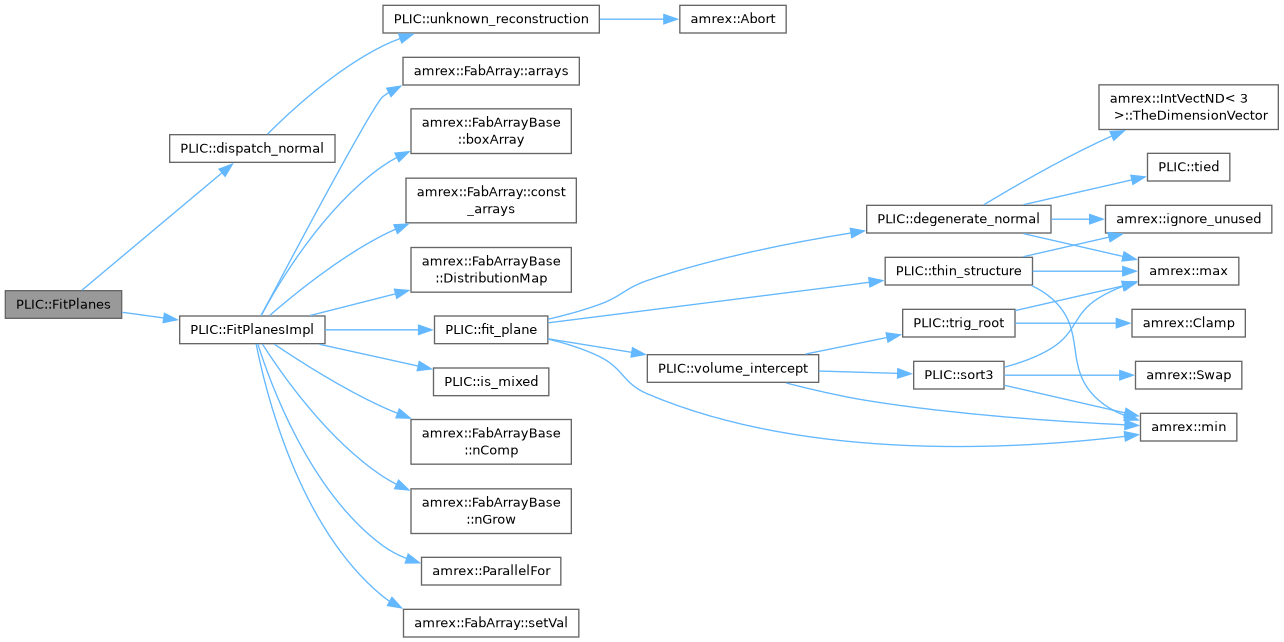 PLIC::FitPlanes
PLIC::dispatch_normal
PLIC::FitPlanesImpl
PLIC::unknown_reconstruction
amrex::FabArray::arrays
amrex::FabArrayBase
::boxArray
amrex::FabArray::const
_arrays
amrex::FabArrayBase
::DistributionMap
PLIC::fit_plane
PLIC::is_mixed
amrex::FabArrayBase
::nComp
amrex::FabArrayBase
::nGrow
amrex::ParallelFor
amrex::FabArray::setVal
amrex::Abort
PLIC::volume_intercept
PLIC::degenerate_normal
PLIC::thin_structure
PLIC::trig_root
PLIC::sort3
amrex::IntVectND< 3
>::TheDimensionVector
PLIC::tied
amrex::ignore_unused
amrex::max
amrex::Clamp
amrex::Swap
amrex::min